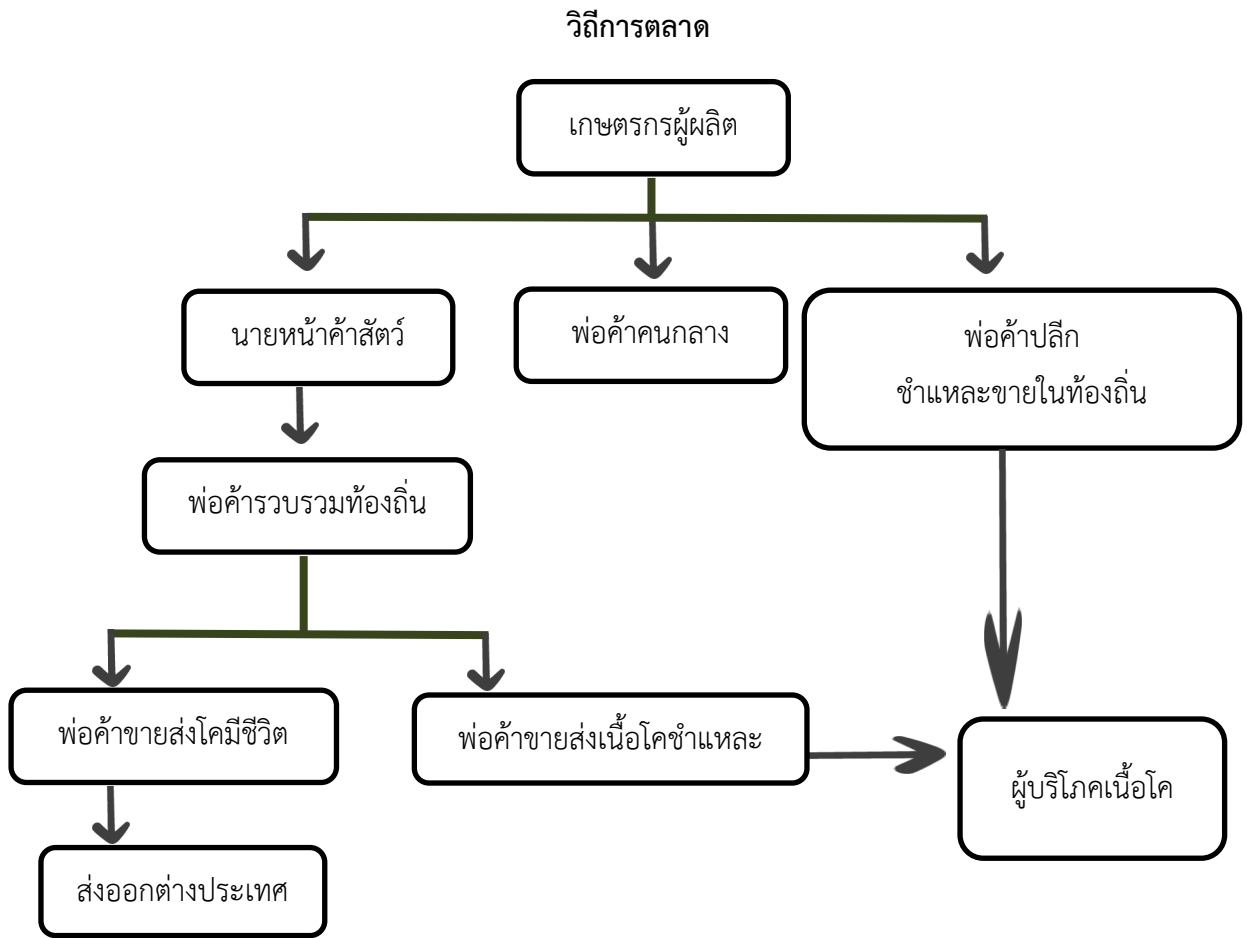 วิถีการตลาด
เกษตรกรผู้ผลิต
นายหน้าค้าสัตว์
พ่อค้าคนกลาง
พ่อค้าปลีก
ชำแหละขายในท้องถิ่น
พ่อค้ารวบรวมท้องถิ่น
พ่อค้าขายส่งโคมีชีวิต
พ่อค้าขายส่งเนื้อโคชำแหละ
ผู้บริโภคเนื้อโค
ส่งออกต่างประเทศ